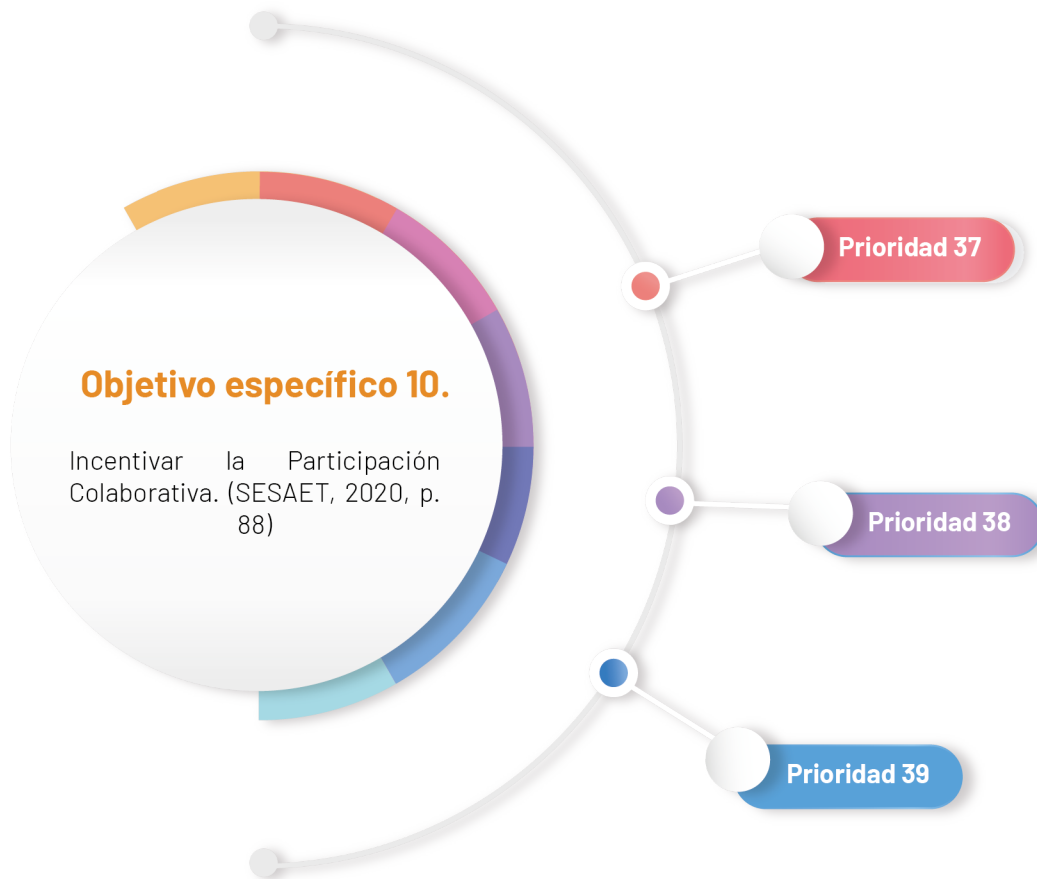 Objetivo específico 10.
Incentivar la Participación
Colaborativa. (SESAET, 2020, p.
88)
Prioridad 37
Prioridad 38
Prioridad 39